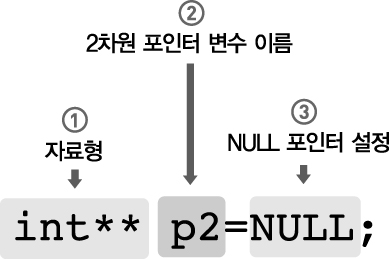 ②
2차원 포인터 변수 이름
① ③
자료형 NULL 포인터 설정
int** p2=NULL;